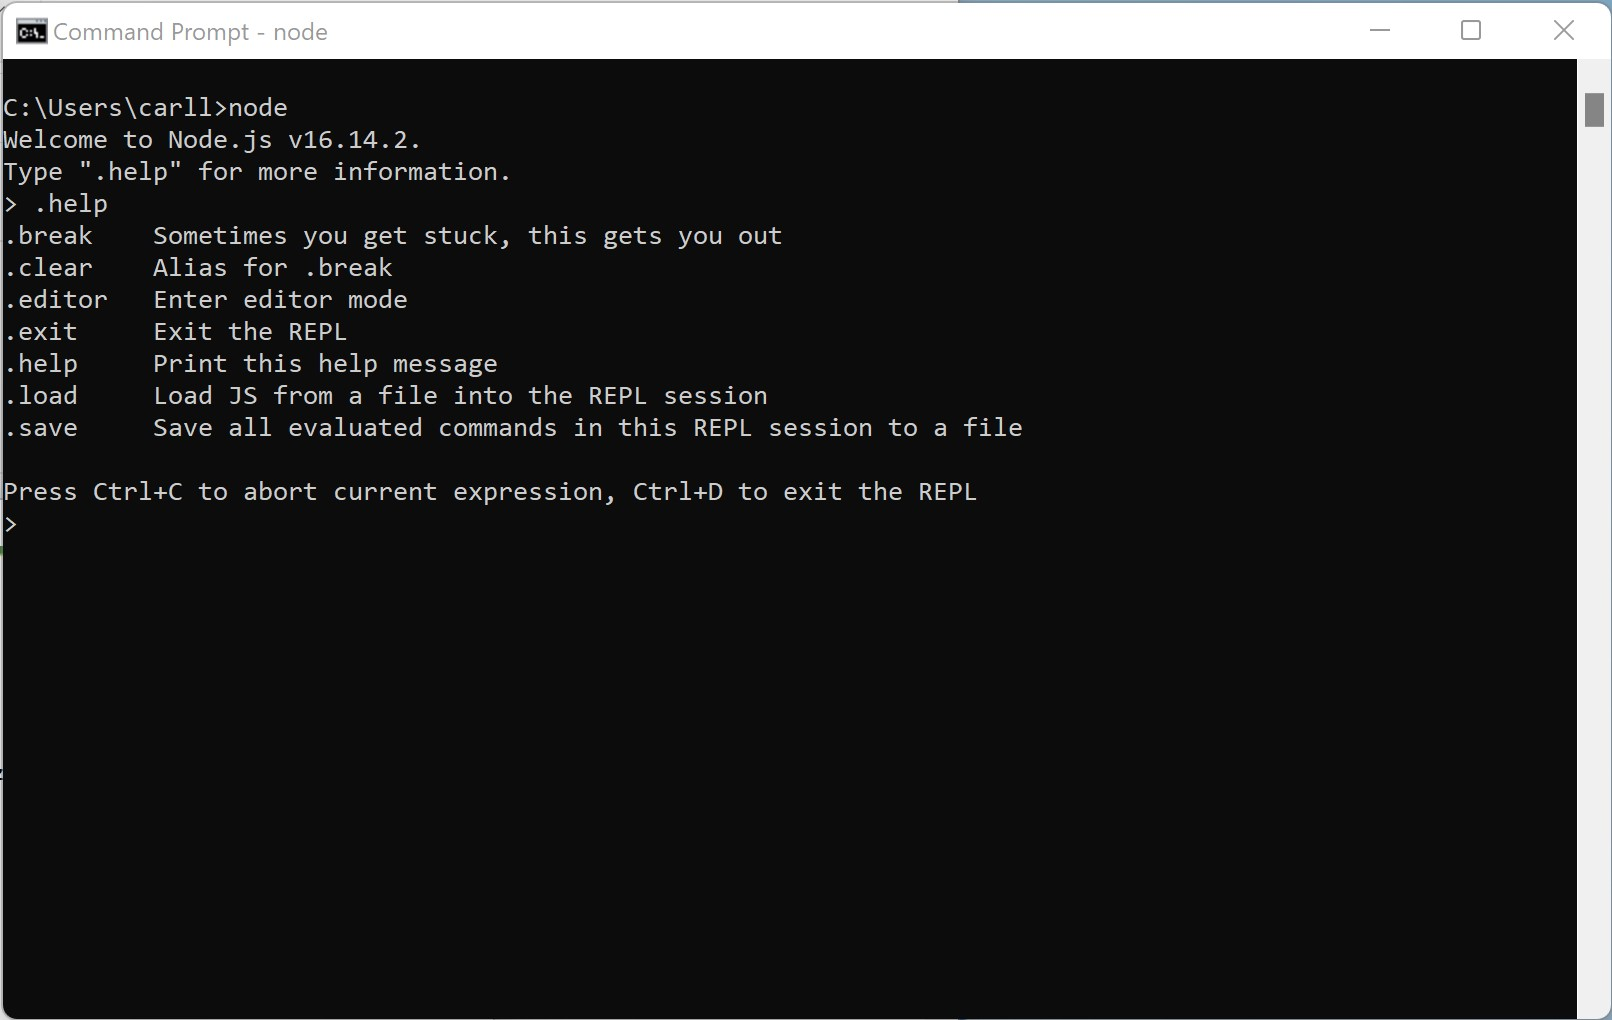 Command Prompt - node
C:\Users\carll>node
Welcome to Node.js v16.14.2.
Type ".help" for more information.
> .help
.break    Sometimes you get stuck, this gets you out
.clear    Alias for .break
.editor   Enter editor mode
.exit     Exit the REPL
.help     Print this help message
.load     Load JS from a file into the REPL session
.save     Save all evaluated commands in this REPL session to a file
Press Ctrl+C to abort current expression, Ctrl+D to exit the REPL
>